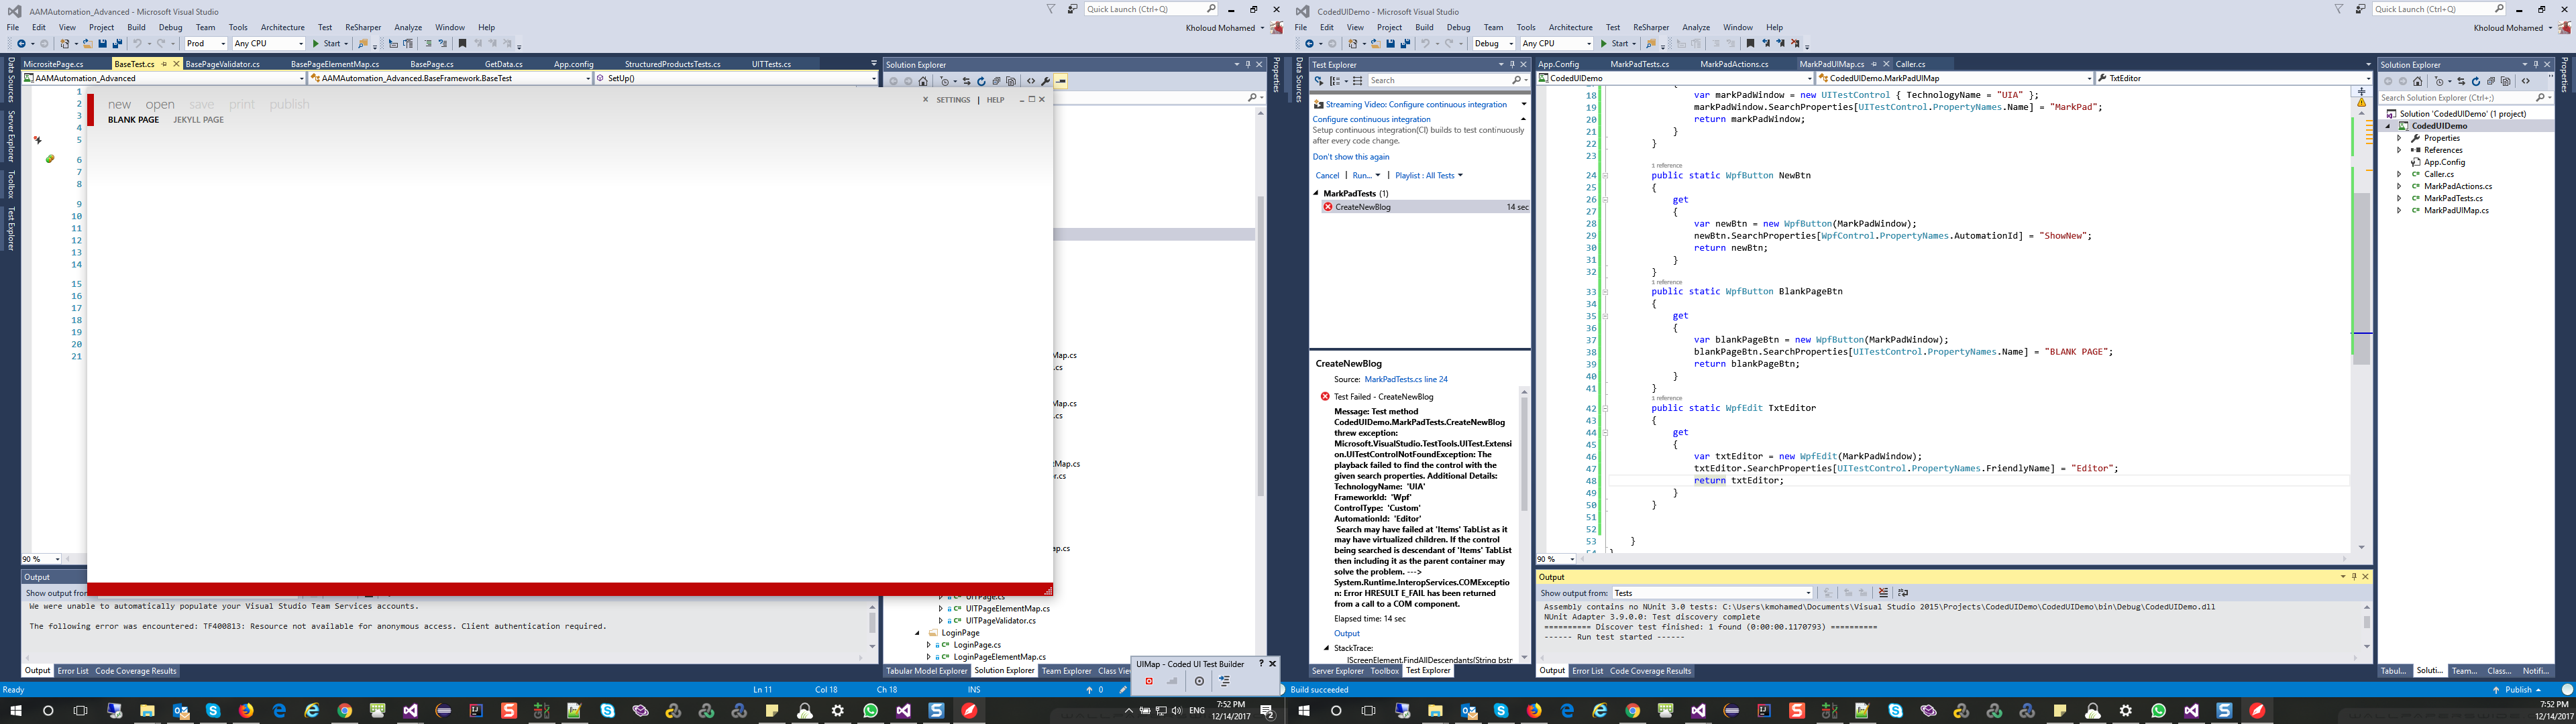 AAMAutomation_Advanced - Microsoft Visual Studio
Quick Launch (Ctrl+Q)
File Edit View Project Build Debug Team Tools Architecture Test ReSharper Analyze Window Help
Kholoud Mohamed
Prod Any CPU Start
MicrositePage.cs BaseTest.cs BasePageValidator.cs BasePageElementMap.cs BasePage.cs GetData.cs App.config StructuredProductsTests.cs UITTests.cs
AAMAutomation_Advanced AAMAutomation_Advanced.BaseFramework.BaseTest SetUp()
Data Sources
Server Explorer
Toolbox
Test Explorer
1
2
3
4
5
6
7
8
9
10
11
12
13
14
15
16
17
18
19
20
21
new open save print publish
SETTINGS | HELP
BLANK PAGE JEKYLL PAGE
90 %
Output
Show output from
We were unable to automatically populate your Visual Studio Team Services accounts.
The following error was encountered: TF400813: Resource not available for anonymous access. Client authentication required.
Output Error List Code Coverage Results
Solution Explorer
Properties
Map.cs
.cs
Map.cs
.cs
tMap.cs
or.cs
ap.cs
UITPage.cs
UITPageElementMap.cs
UITPageValidator.cs
LoginPage
LoginPage.cs
LoginPageElementMap.cs
Tabular Model Explorer Solution Explorer Team Explorer Class Vie
UIMap - Coded UI Test Builder
Ready Ln 11 Col 18 Ch 18 INS 0
ENG 7:52 PM
12/14/2017
2
CodedUIDemo - Microsoft Visual Studio
Quick Launch (Ctrl+Q)
File Edit View Project Build Debug Team Tools Architecture Test ReSharper Analyze Window Help
Kholoud Mohamed
Debug Any CPU Start
Data Sources
Test Explorer
Search
Streaming Video: Configure continuous integration
Configure continuous integration
Setup continuous integration(CI) builds to test continuously
after every code change.
Don't show this again
Cancel | Run... | Playlist : All Tests
MarkPadTests (1)
CreateNewBlog 14 sec
CreateNewBlog
Source: MarkPadTests.cs line 24
Test Failed - CreateNewBlog
Message: Test method
CodedUIDemo.MarkPadTests.CreateNewBlog
threw exception:
Microsoft.VisualStudio.TestTools.UITest.Extensi
on.UITestControlNotFoundException: The
playback failed to find the control with the
given search properties. Additional Details:
TechnologyName: 'UIA'
FrameworkId: 'Wpf'
ControlType: 'Custom'
AutomationId: 'Editor'
Search may have failed at 'Items' TabList as it
may have virtualized children. If the control
being searched is descendant of 'Items' TabList
then including it as the parent container may
solve the problem. --->
System.Runtime.InteropServices.COMExceptio
n: Error HRESULT E_FAIL has been returned
from a call to a COM component.
Elapsed time: 14 sec
Output
StackTrace:
IScreenElement.FindAllDescendants(String bstr
Server Explorer Toolbox Test Explorer
App.Config MarkPadTests.cs MarkPadActions.cs MarkPadUIMap.cs Caller.cs
CodedUIDemo CodedUIDemo.MarkPadUIMap TxtEditor
{
18 var markPadWindow = new UITestControl { TechnologyName = "UIA" };
19 markPadWindow.SearchProperties[UITestControl.PropertyNames.Name] = "MarkPad";
20 return markPadWindow;
21 }
22 }
23
1 reference
24 public static WpfButton NewBtn
25 {
26 get
27 {
28 var newBtn = new WpfButton(MarkPadWindow);
29 newBtn.SearchProperties[WpfControl.PropertyNames.AutomationId] = "ShowNew";
30 return newBtn;
31 }
32 }
1 reference
33 public static WpfButton BlankPageBtn
34 {
35 get
36 {
37 var blankPageBtn = new WpfButton(MarkPadWindow);
38 blankPageBtn.SearchProperties[UITestControl.PropertyNames.Name] = "BLANK PAGE";
39 return blankPageBtn;
40 }
41 }
1 reference
42 public static WpfEdit TxtEditor
43 {
44 get
45 {
46 var txtEditor = new WpfEdit(MarkPadWindow);
47 txtEditor.SearchProperties[UITestControl.PropertyNames.FriendlyName] = "Editor";
48 return txtEditor;
49 }
50 }
51
52
53 }
54 }
90 %
Output
Show output from: Tests
Assembly contains no NUnit 3.0 tests: C:\Users\kmohamed\Documents\Visual Studio 2015\Projects\CodedUIDemo\CodedUIDemo\bin\Debug\CodedUIDemo.dll
NUnit Adapter 3.9.0.0: Test discovery complete
========== Discover test finished: 1 found (0:00:00.1170793) ==========
------ Run test started ------
Output Error List Code Coverage Results
Solution Explorer
Search Solution Explorer (Ctrl+;)
Solution 'CodedUIDemo' (1 project)
CodedUIDemo
Properties
References
App.Config
Caller.cs
MarkPadActions.cs
MarkPadTests.cs
MarkPadUIMap.cs
Properties
Tabul... Soluti... Team... Class... Notifi...
Build succeeded Publish
7:52 PM
12/14/2017